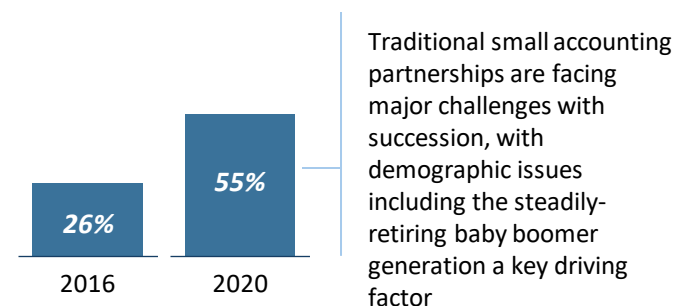 26%
55%
2016
2020
Traditional small accounting
partnerships are facing
major challenges with
succession, with
demographic issues
including the steadily-
retiring baby boomer
generation a key driving
factor